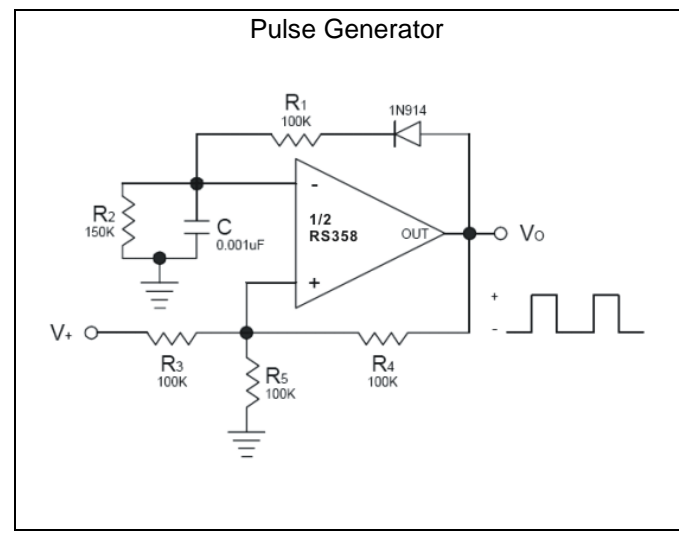 Pulse Generator
R1
100K
1N914
-
R2
150K
C
0.001uF
1/2
RS358
OUT
VO
+
V+
R3
100K
R4
100K
R5
100K
+
-